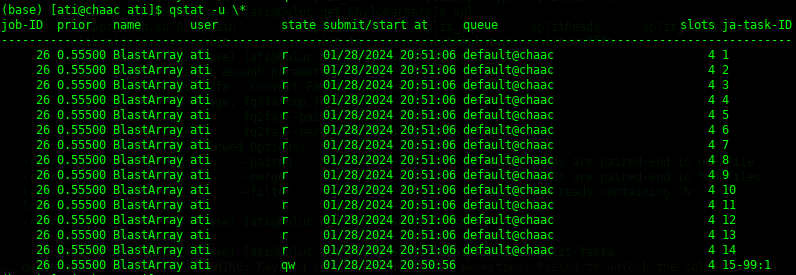 (base) [ati@chaac ati]$ qstat -u \*
job-ID prior name user state submit/start at queue slots ja-task-ID
--------------------------------------------------------------------------------------------------------------
26 0.55500 BlastArray ati r 01/28/2024 20:51:06 default@chaac 4 1
26 0.55500 BlastArray ati r 01/28/2024 20:51:06 default@chaac 4 2
26 0.55500 BlastArray ati r 01/28/2024 20:51:06 default@chaac 4 3
26 0.55500 BlastArray ati r 01/28/2024 20:51:06 default@chaac 4 4
26 0.55500 BlastArray ati r 01/28/2024 20:51:06 default@chaac 4 5
26 0.55500 BlastArray ati r 01/28/2024 20:51:06 default@chaac 4 6
26 0.55500 BlastArray ati r 01/28/2024 20:51:06 default@chaac 4 7
26 0.55500 BlastArray ati r 01/28/2024 20:51:06 default@chaac 4 8
26 0.55500 BlastArray ati r 01/28/2024 20:51:06 default@chaac 4 9
26 0.55500 BlastArray ati r 01/28/2024 20:51:06 default@chaac 4 10
26 0.55500 BlastArray ati r 01/28/2024 20:51:06 default@chaac 4 11
26 0.55500 BlastArray ati r 01/28/2024 20:51:06 default@chaac 4 12
26 0.55500 BlastArray ati r 01/28/2024 20:51:06 default@chaac 4 13
26 0.55500 BlastArray ati r 01/28/2024 20:51:06 default@chaac 4 14
26 0.55500 BlastArray ati qw 01/28/2024 20:50:56 4 15-99:1